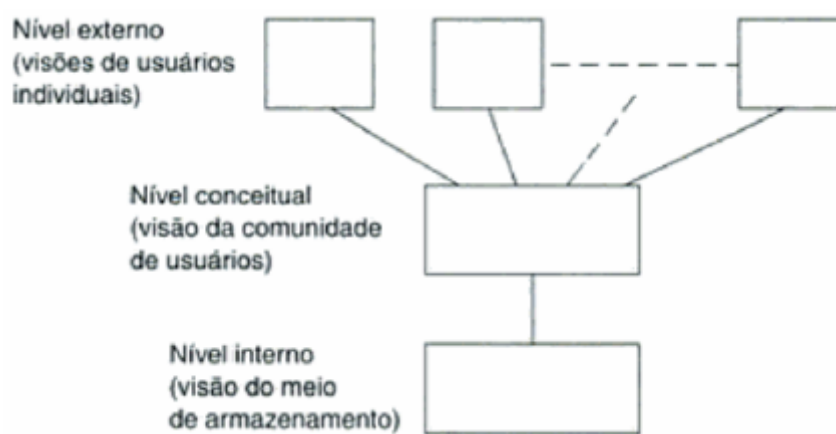 Nível externo
(visões de usuários
individuais)
Nível conceitual
(visão da comunidade
de usuários)
Nível interno
(visão do meio
de armazenamento)